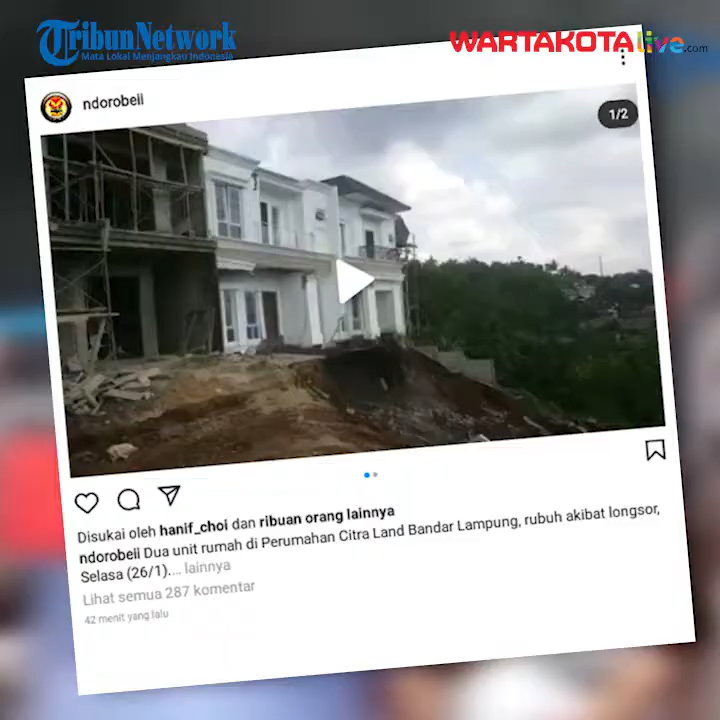 TribunNetwork
Mata Lokal Menjangkau Indonesia
WARTAKOTAlive.com
ndorobeii
1/2
Disukai oleh hanif_choi dan ribuan orang lainnya
ndorobeii Dua unit rumah di Perumahan Citra Land Bandar Lampung, rubuh akibat longsor,
Selasa (26/1).... lainnya
Lihat semua 287 komentar
42 menit yang lalu